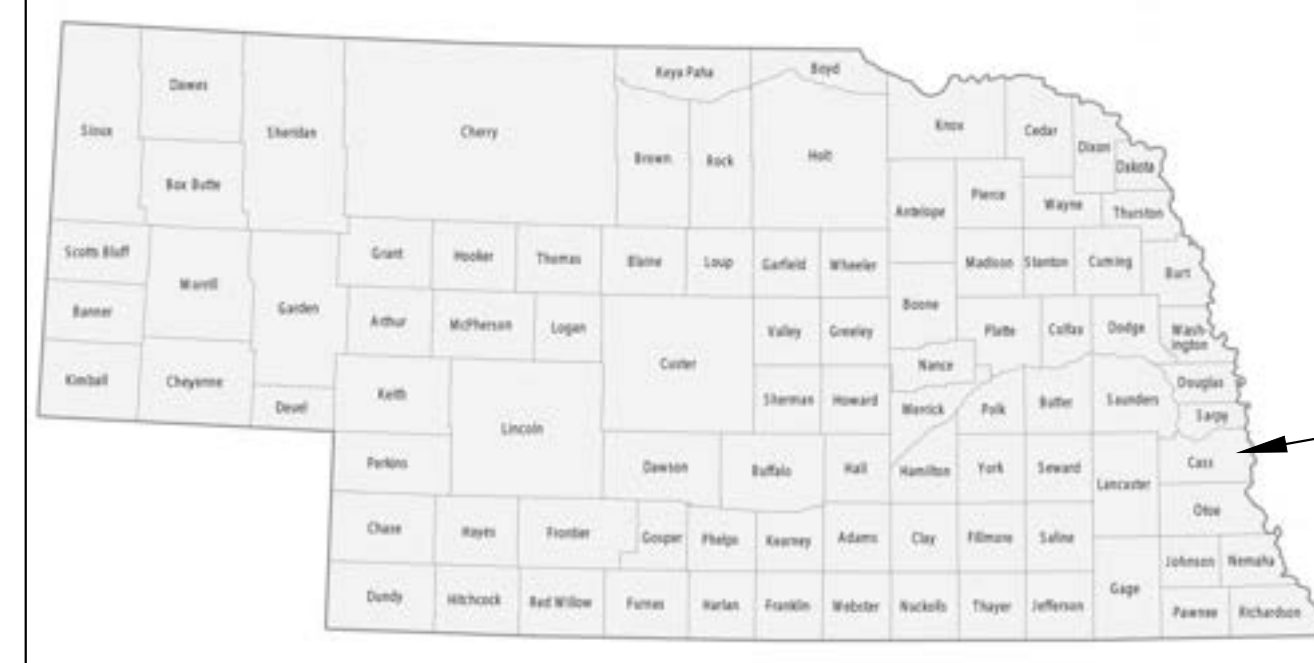 Keya Paha
Boyd
Dawes
Sioux
Sheridan
Cherry
Knox
Cedar
Dixon
Dakota
Brown
Rock
Holt
Box Butte
Antelope
Pierce
Wayne
Thurston
Scotts Bluff
Morrill
Garden
Grant
Hooker
Thomas
Blaine
Loup
Garfield
Wheeler
Madison
Stanton
Cuming
Burt
Banner
Arthur
McPherson
Logan
Custer
Valley
Greeley
Boone
Platte
Colfax
Dodge
Wash-
ington
Kimball
Cheyenne
Deuel
Keith
Lincoln
Sherman
Howard
Nance
Merrick
Polk
Butler
Saunders
Douglas
Sarpy
Perkins
Dawson
Buffalo
Hall
Hamilton
York
Seward
Lancaster
Cass
Otoe
Chase
Hayes
Frontier
Gosper
Phelps
Kearney
Adams
Clay
Fillmore
Saline
Gage
Johnson
Nemaha
Dundy
Hitchcock
Red Willow
Furnas
Harlan
Franklin
Webster
Nuckolls
Thayer
Jefferson
Pawnee
Richardson